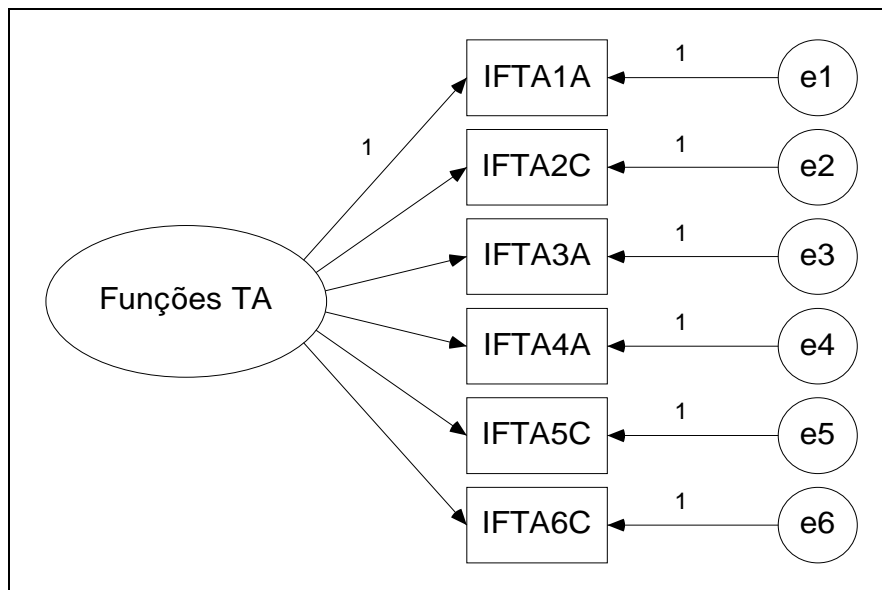 IFTA1A
1
e1
1
IFTA2C
1
e2
IFTA3A
1
e3
Funções TA
IFTA4A
1
e4
IFTA5C
1
e5
IFTA6C
1
e6